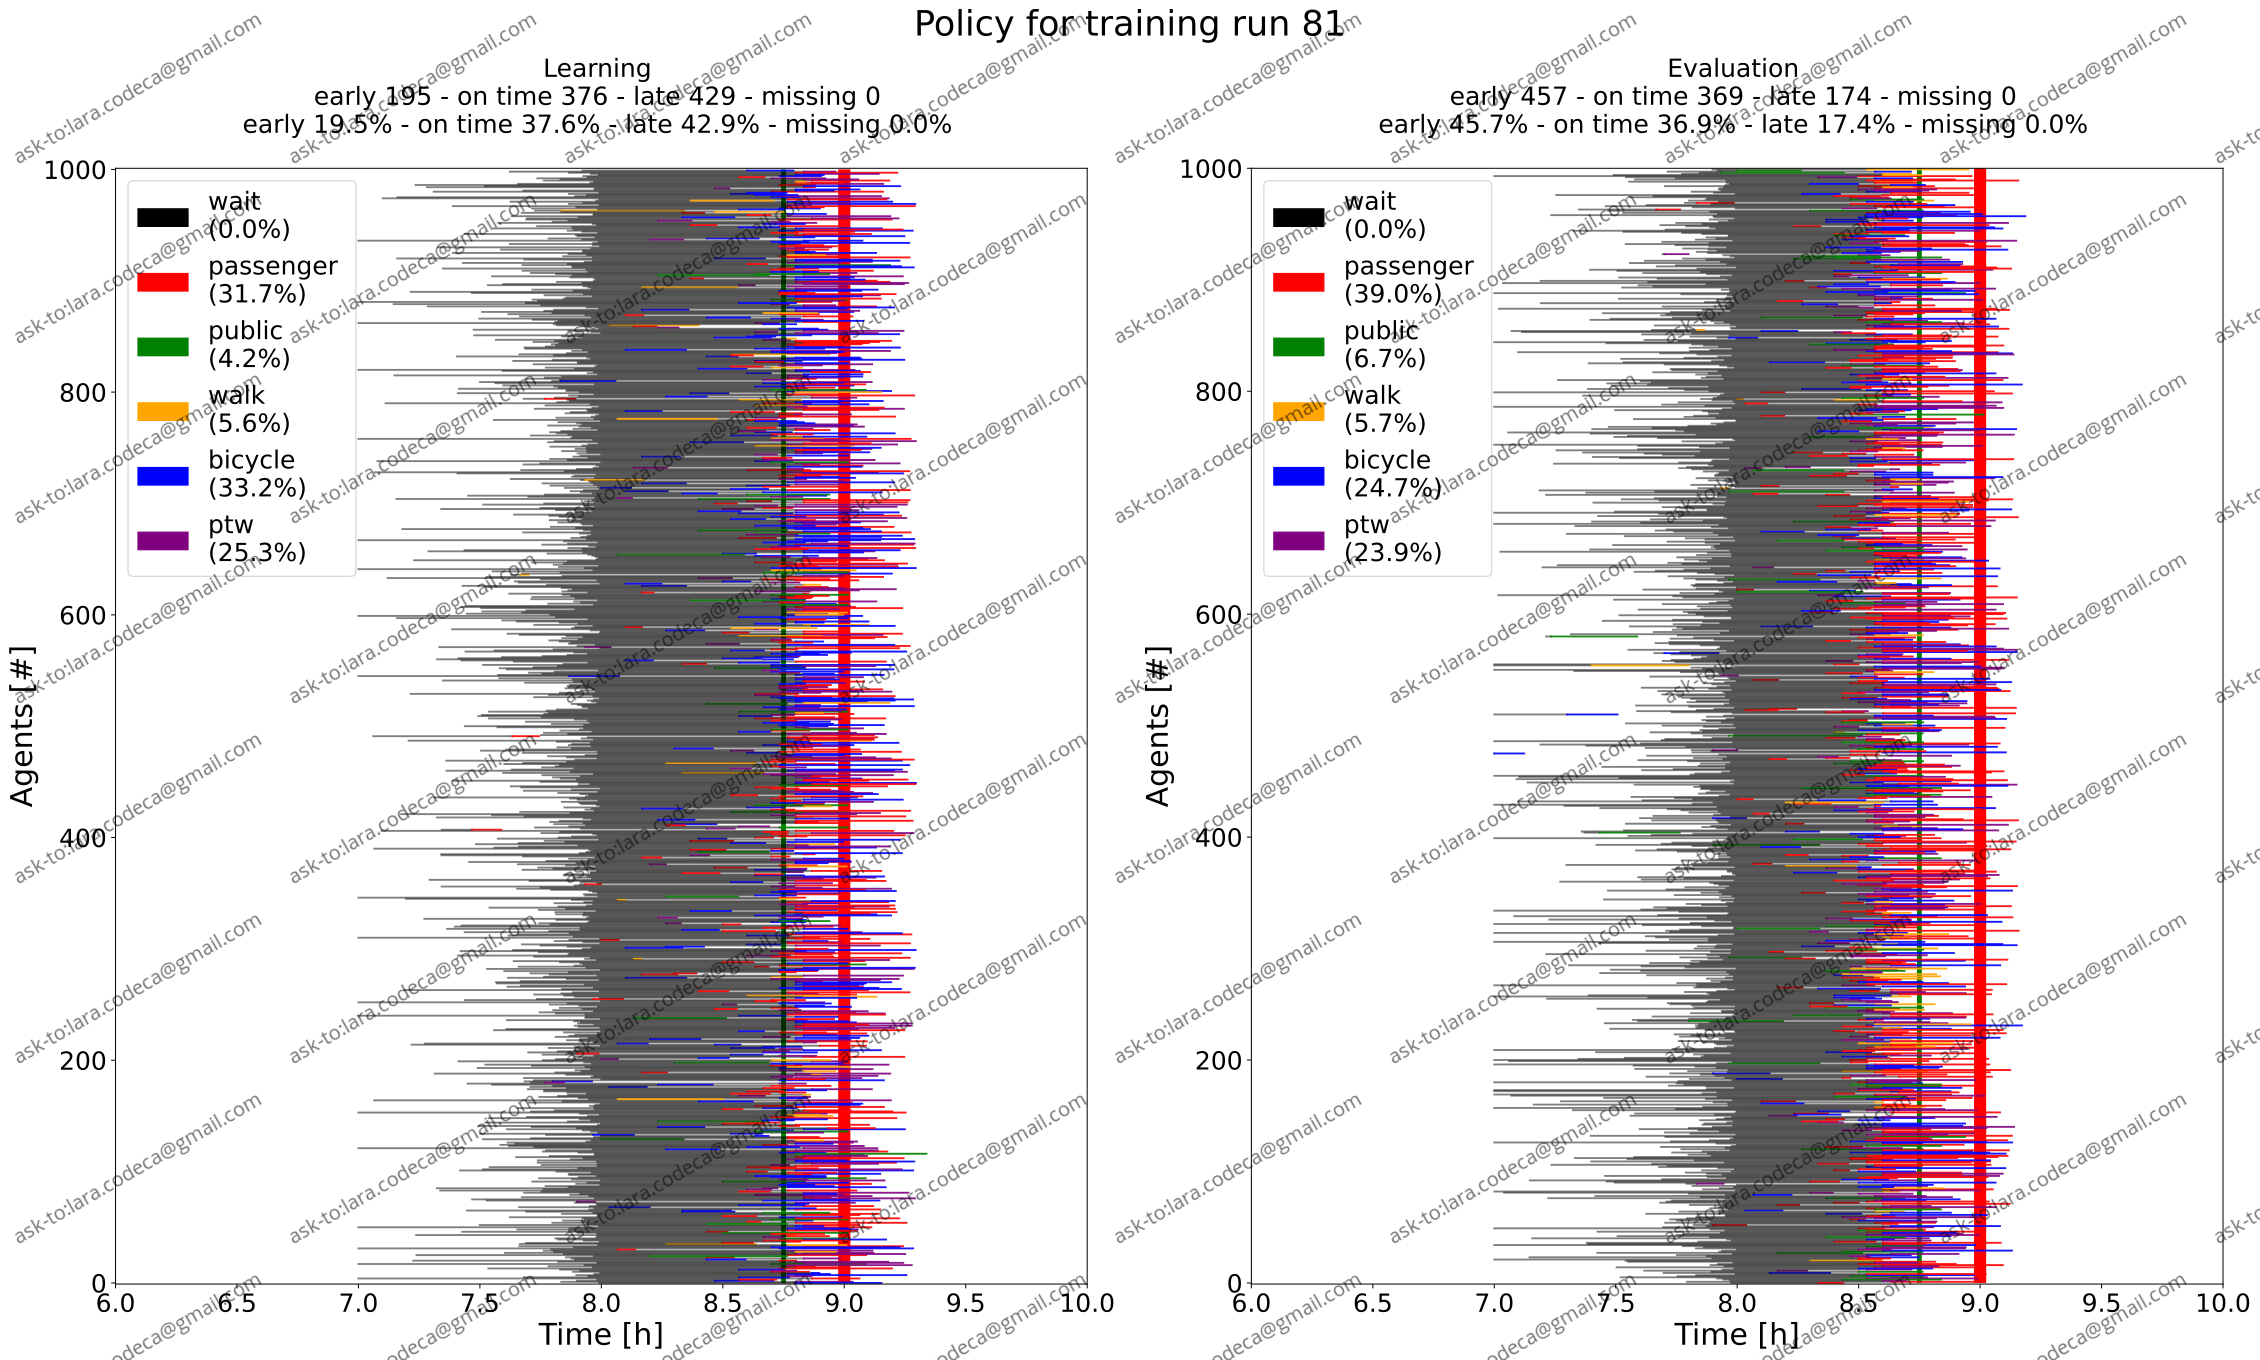 Policy for training run 81
Learning
early 195 - on time 376 - late 429 - missing 0
early 19.5% - on time 37.6% - late 42.9% - missing 0.0%
1000
800
600
400
200
0
Agents [#]
wait
(0.0%)
passenger
(31.7%)
public
(4.2%)
walk
(5.6%)
bicycle
(33.2%)
ptw
(25.3%)
6.0 6.5 7.0 7.5 8.0 8.5 9.0 9.5 10.0
Time [h]
Evaluation
early 457 - on time 369 - late 174 - missing 0
early 45.7% - on time 36.9% - late 17.4% - missing 0.0%
1000
800
600
400
200
0
Agents [#]
wait
(0.0%)
passenger
(39.0%)
public
(6.7%)
walk
(5.7%)
bicycle
(24.7%)
ptw
(23.9%)
6.0 6.5 7.0 7.5 8.0 8.5 9.0 9.5 10.0
Time [h]
ask-to:lara.codeca@gmail.com